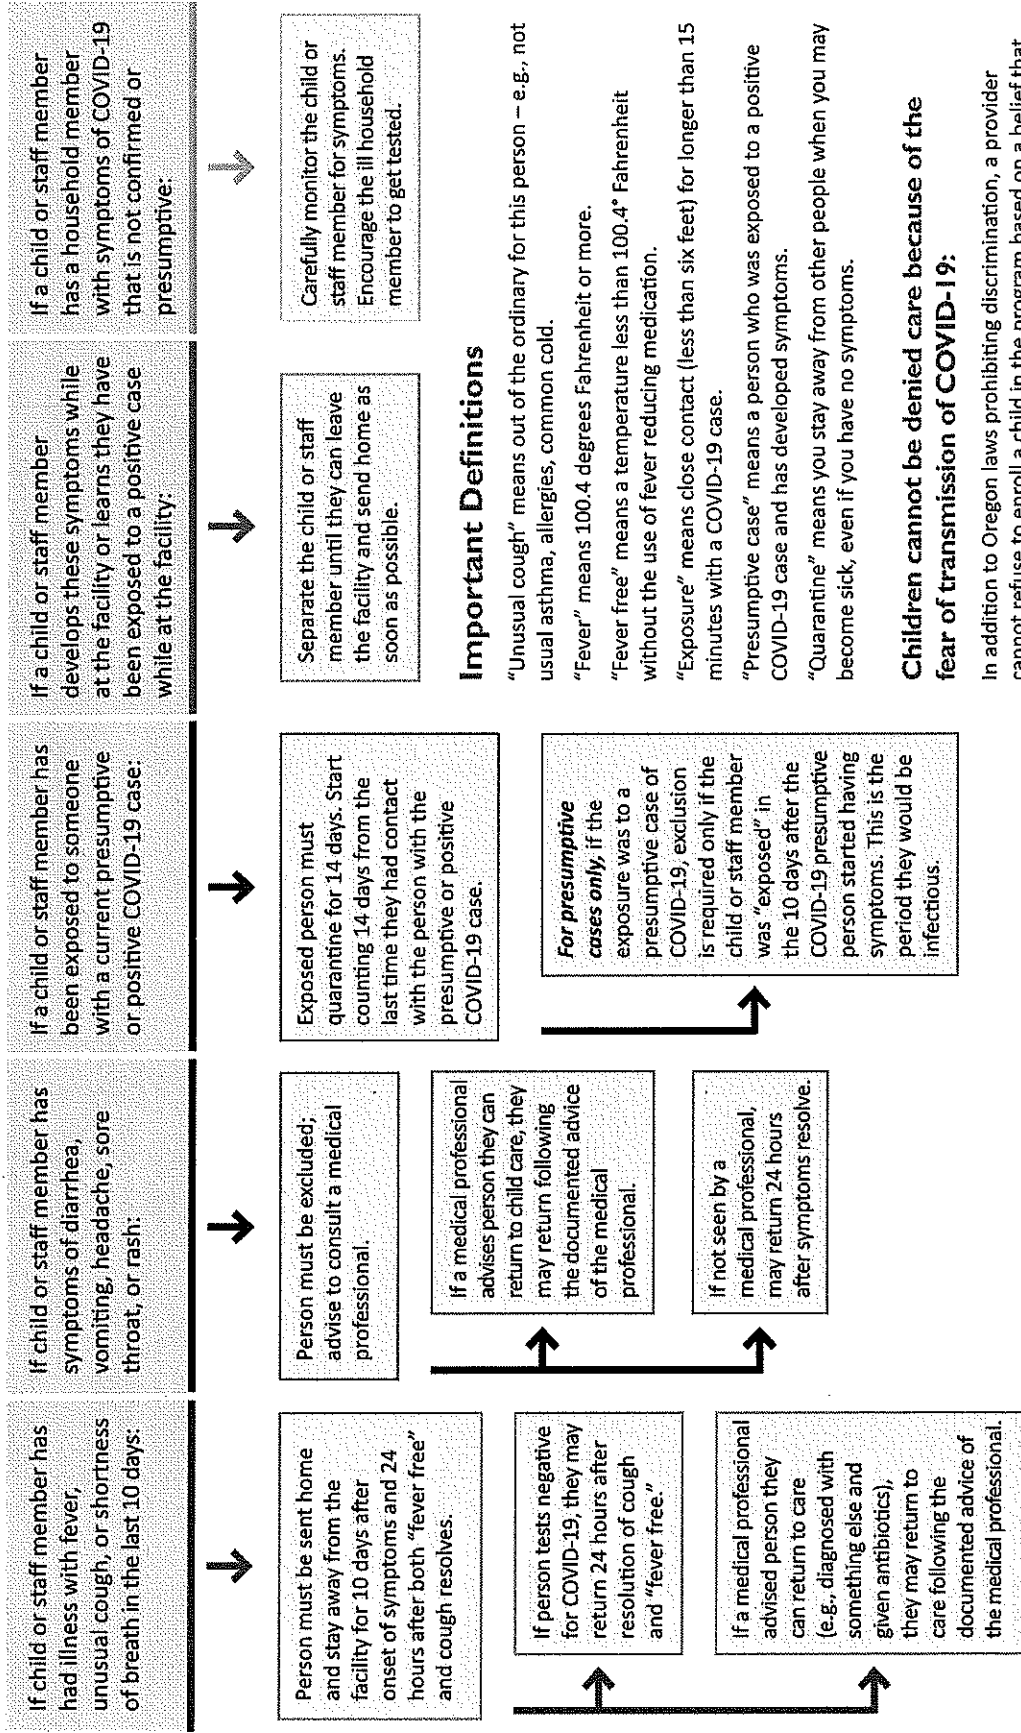 If child or staff member has
had illness with fever,
unusual cough, or shortness
of breath in the last 10 days:
Person must be sent home
and stay away from the
facility for 10 days after
onset of symptoms and 24
hours after both “fever free”
and cough resolves.
If person tests negative
for COVID-19, they may
return 24 hours after
resolution of cough
and “fever free.”
If a medical professional
advised person they
can return to care
(e.g., diagnosed with
something else and
given antibiotics),
they may return to
care following the
documented advice of
the medical professional.
If child or staff member has
symptoms of diarrhea,
vomiting, headache, sore
throat, or rash:
Person must be excluded;
advise to consult a medical
professional.
If a medical professional
advises person they can
return to child care, they
may return following
the documented advice
of the medical
professional.
If not seen by a
medical professional,
may return 24 hours
after symptoms resolve.
If a child or staff member has
been exposed to someone
with a current presumptive
or positive COVID-19 case:
Exposed person must
quarantine for 14 days. Start
counting 14 days from the
last time they had contact
with the person with the
presumptive or positive
COVID-19 case.
For presumptive
cases only, if the
exposure was to a
presumptive case of
COVID-19, exclusion
is required only if the
child or staff member
was “exposed” in
the 10 days after the
COVID-19 presumptive
person started having
symptoms. This is the
period they would be
infectious.
If a child or staff member
develops these symptoms while
at the facility or learns they have
been exposed to a positive case
while at the facility:
Separate the child or staff
member until they can leave
the facility and send home as
soon as possible.
If a child or staff member
has a household member
with symptoms of COVID-19
that is not confirmed or
presumptive:
Carefully monitor the child or
staff member for symptoms.
Encourage the ill household
member to get tested.
Important Definitions
“Unusual cough” means out of the ordinary for this person – e.g., not
usual asthma, allergies, common cold.
“Fever” means 100.4 degrees Fahrenheit or more.
“Fever free” means a temperature less than 100.4° Fahrenheit
without the use of fever reducing medication.
“Exposure” means close contact (less than six feet) for longer than 15
minutes with a COVID-19 case.
“Presumptive case” means a person who was exposed to a positive
COVID-19 case and has developed symptoms.
“Quarantine” means you stay away from other people when you may
become sick, even if you have no symptoms.
Children cannot be denied care because of the
fear of transmission of COVID-19:
In addition to Oregon laws prohibiting discrimination, a provider
cannot refuse to enroll a child in the program based on a belief that